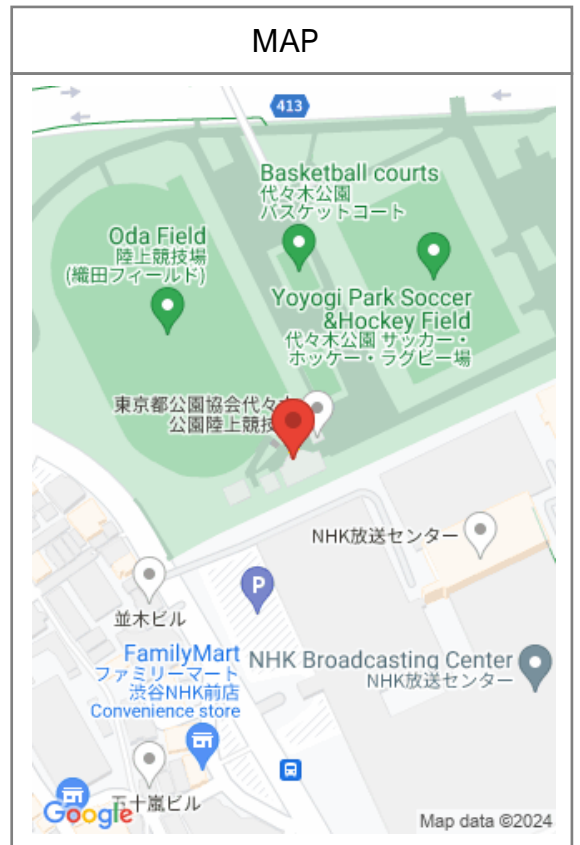 MAP
413
Basketball courts
代々木公園
バスケットコート
Oda Field
陸上競技場
(織田フィールド)
Yoyogi Park Soccer
&Hockey Field
代々木公園 サッカー・
ホッケー・ラグビー場
東京都公園協会代々
公園陸上競技
NHK放送センター
P
並木ビル
FamilyMart
ファミリーマート
渋谷NHK前店
Convenience store
NHK Broadcasting Center
NHK放送センター
五十嵐ビル
Google
Map data ©2024